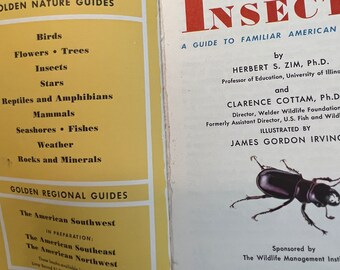 GOLDEN NATURE GUIDES
Birds
Flowers • Trees
Insects
Stars
Reptiles and Amphibians
Mammals
Seashores • Fishes
Weather
Rocks and Minerals
GOLDEN REGIONAL GUIDES
The American Southwest
IN PREPARATION:
The American Southeast
The American Northwest
INSECT
A GUIDE TO FAMILIAR AMERICAN
by
HERBERT S. ZIM, Ph.D.
Professor of Education, University of Illino
and
CLARENCE COTTAM, Ph.D
Director, Welder Wildlife Foundation
Formerly Assistant Director, U.S. Fish and Wildl
ILLUSTRATED BY
JAMES GORDON IRVING
Sponsored by
The Wildlife Management Instit